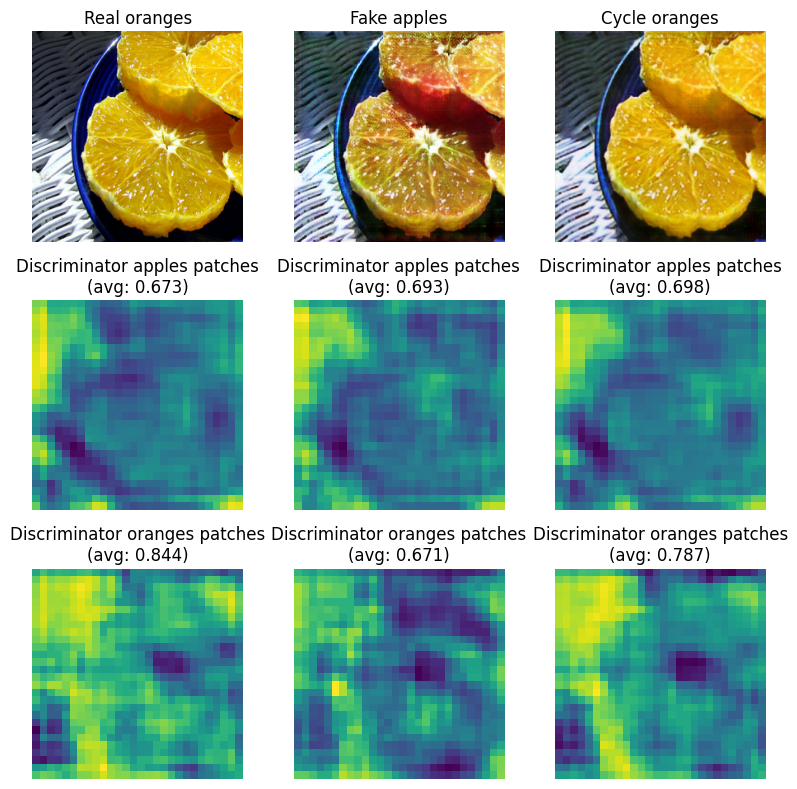 Real oranges
Fake apples
Cycle oranges
Discriminator apples patches
(avg: 0.673)
Discriminator apples patches
(avg: 0.693)
Discriminator apples patches
(avg: 0.698)
Discriminator oranges patches
(avg: 0.844)
Discriminator oranges patches
(avg: 0.671)
Discriminator oranges patches
(avg: 0.787)